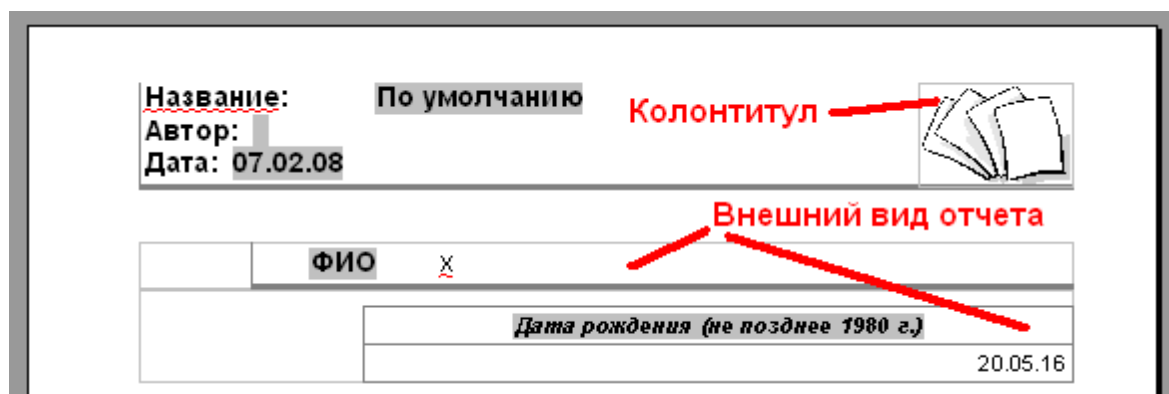 Название: По умолчанию
Колонтитул
Автор:
Дата: 07.02.08
Внешний вид отчета
ФИО X
Дата рождения (не позднее 1980 г.)
20.05.16